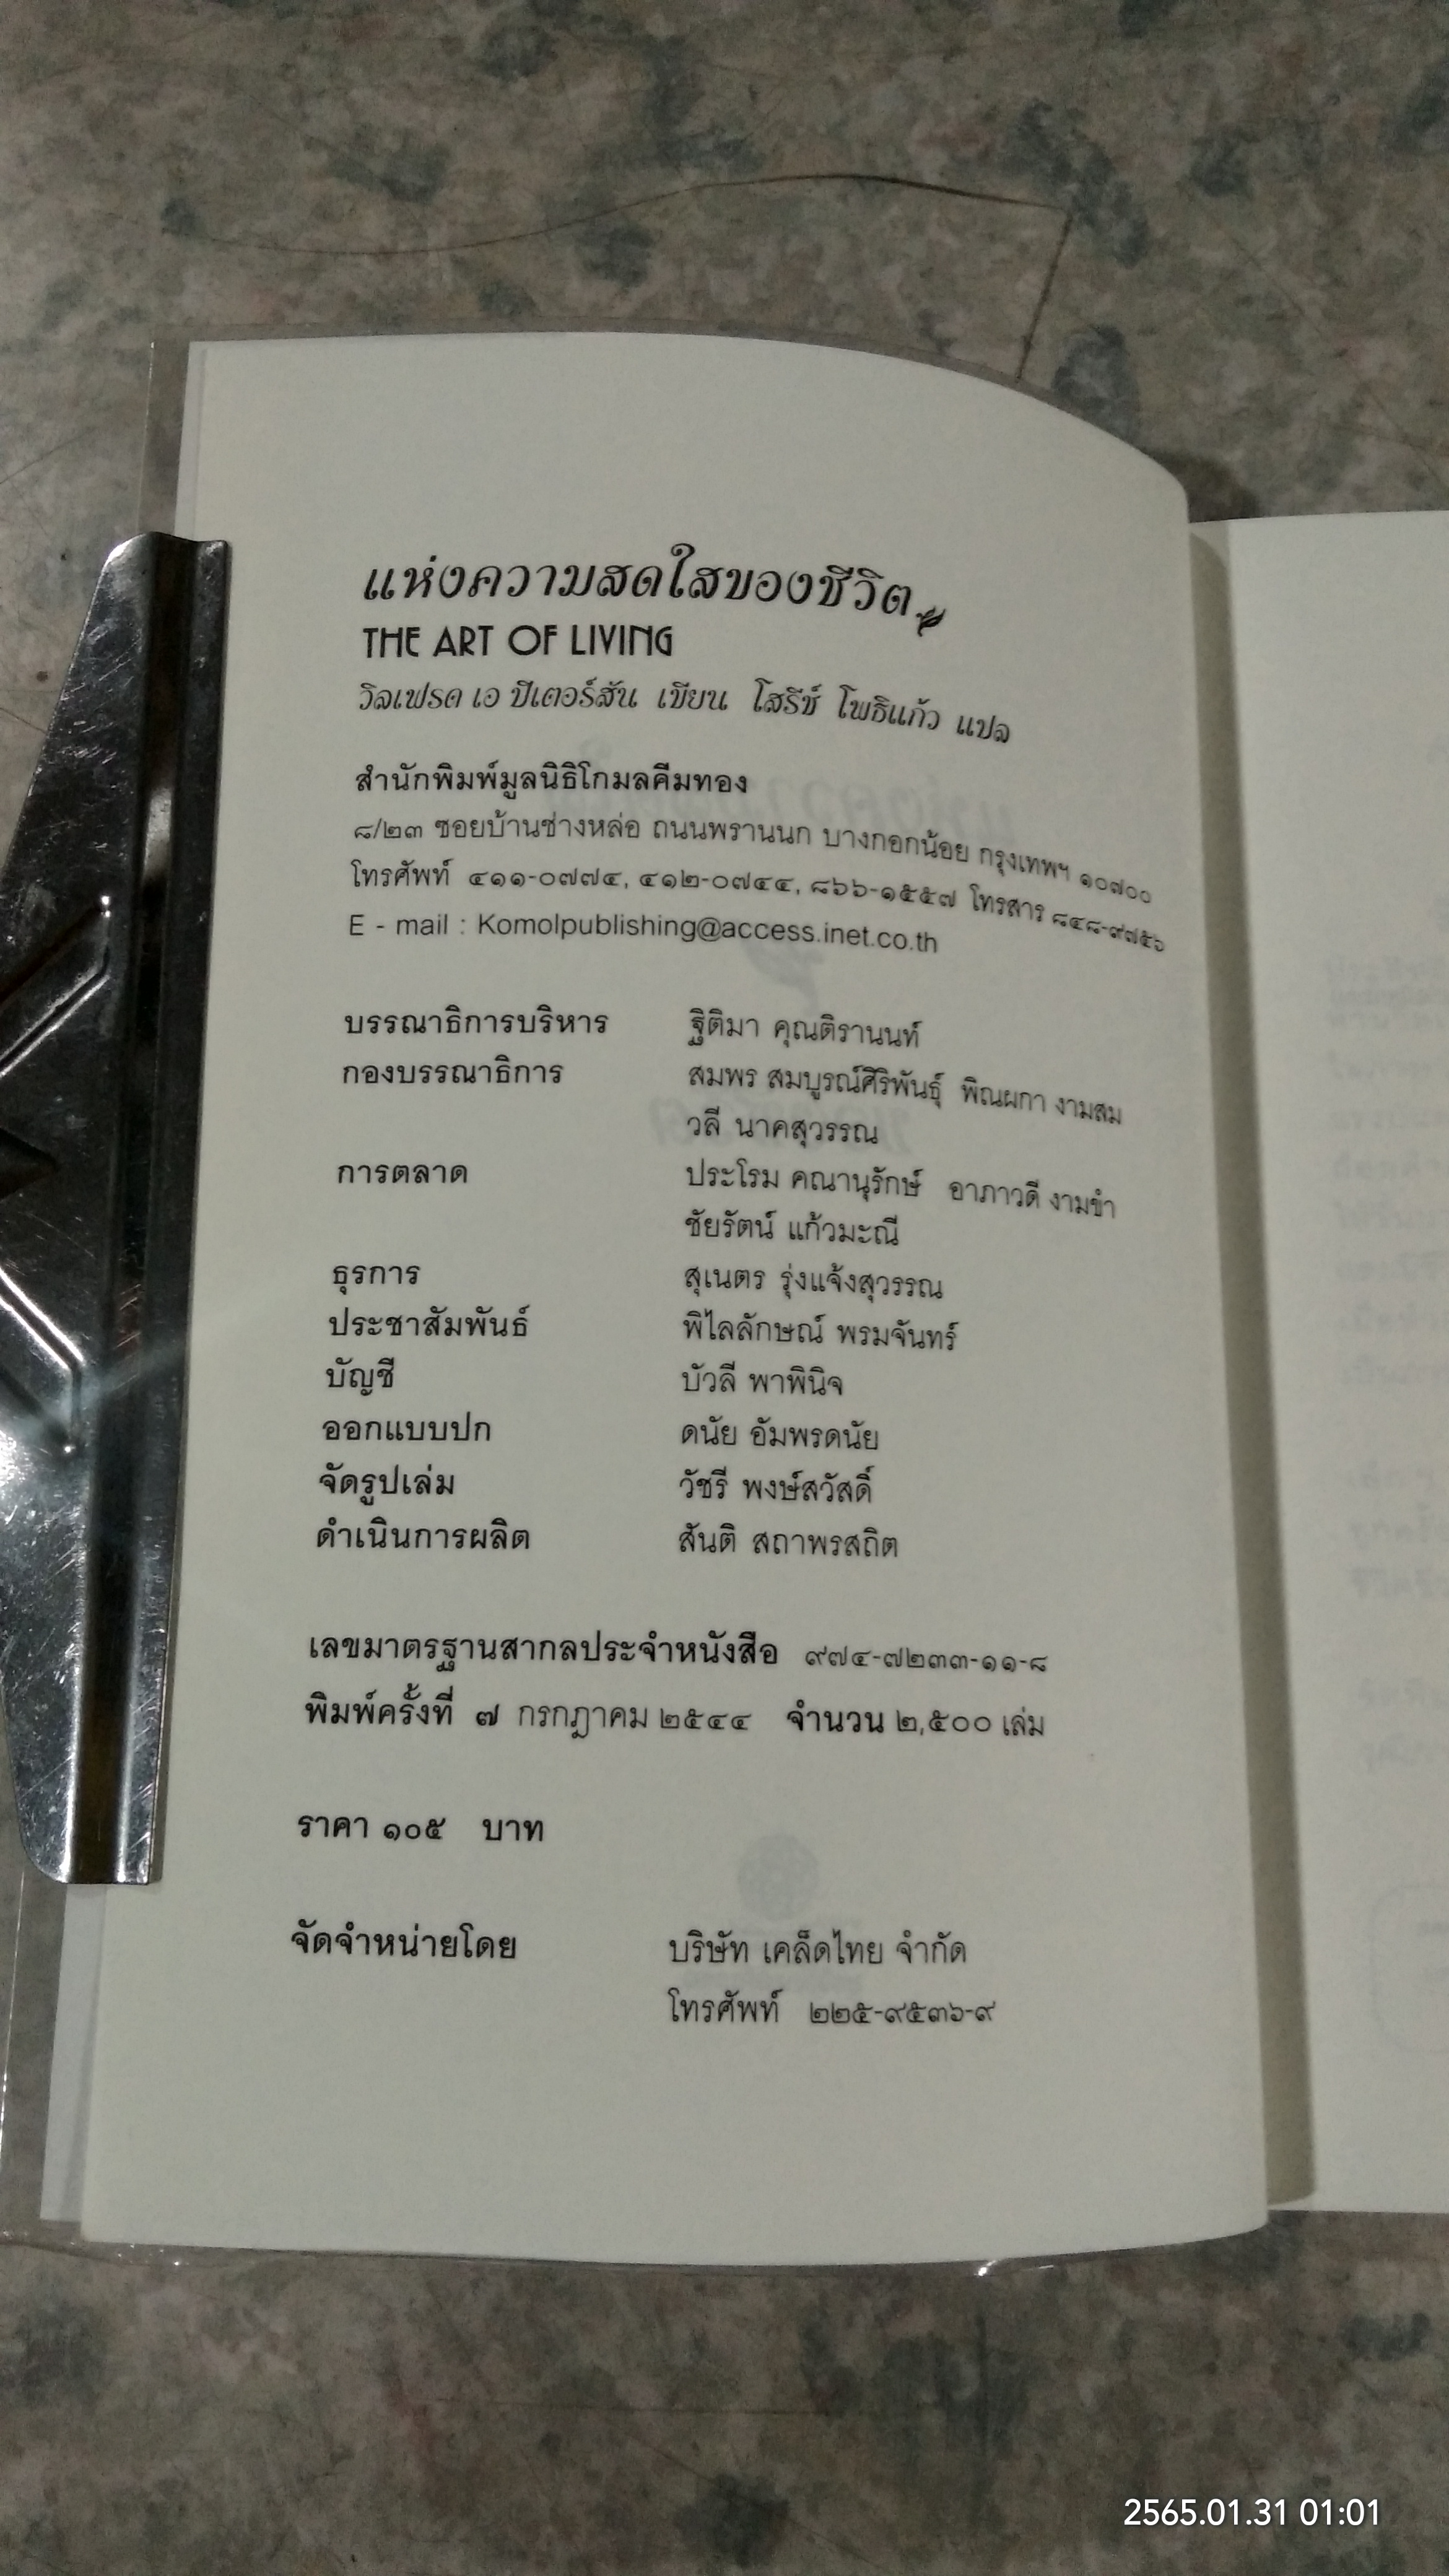 แห่งความสดใสของชีวิต
THE ART OF LIVING
วิลเฟรด เอ ปีเตอร์สัน เขียน โสรีช์ โพธิแก้ว แปล
สำนักพิมพ์มูลนิธิโกมลคีมทอง
๘/๒๓ ซอยบ้านช่างหล่อ ถนนพรานนก บางกอกน้อย กรุงเทพฯ ๑๐๗๐๐
โทรศัพท์ ๔๑๑-๐๗๗๔, ๔๑๒-๐๗๔๔, ๘๖๖-๑๕๕๗ โทรสาร ๘๔๘-๙๗๕๖
E - mail : Komolpublishing@access.inet.co.th
บรรณาธิการบริหาร ฐิติมา คุณติรานนท์
กองบรรณาธิการ สมพร สมบูรณ์ศิริพันธุ์ พิณผกา งามสม
วลี นาคสุวรรณ
การตลาด ประโรม คณานุรักษ์ อาภาวดี งามขำ
ชัยรัตน์ แก้วมะณี
ธุรการ สุเนตร รุ่งแจ้งสุวรรณ
ประชาสัมพันธ์ พิไลลักษณ์ พรมจันทร์
บัญชี บัวลี พาพินิจ
ออกแบบปก ดนัย อัมพรดนัย
จัดรูปเล่ม วัชรี พงษ์สวัสดิ์
ดำเนินการผลิต สันติ สถาพรสถิต
เลขมาตรฐานสากลประจำหนังสือ ๙๗๔-๗๒๓๓-๑๑-๘
พิมพ์ครั้งที่ ๗ กรกฎาคม ๒๕๔๔ จำนวน ๒,๕๐๐ เล่ม
ราคา ๑๐๕ บาท
จัดจำหน่ายโดย บริษัท เคล็ดไทย จำกัด
โทรศัพท์ ๒๒๕-๙๕๓๖-๙
2565.01.31 01:01